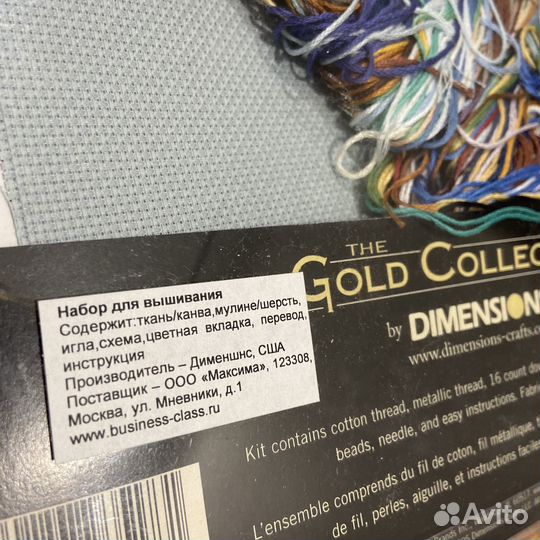 THE
GOLD COLLEC
by DIMENSIONS
www.dimensions-crafts.co
Набор для вышивания
Содержит:ткань/канва,мулине/шерсть,
игла,схема,цветная вкладка, перевод,
инструкция
Производитель – Дименшнс, США
Поставщик – ООО «Максима», 123308,
Москва, ул. Мневники, д.1
www.business-class.ru
Kit contains cotton thread, metallic thread, 16 count
beads, needle, and easy instructions.
L'ensemble comprends du fil de coton, fil métallique,
de fil, perles, aiguille, et instructions faciles
Avito